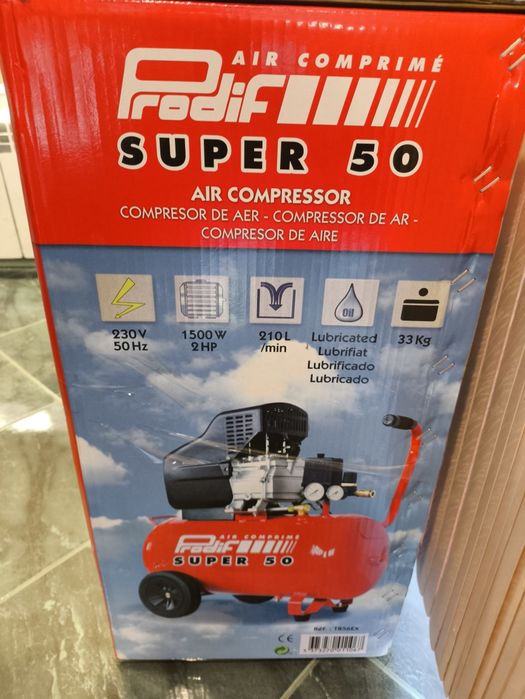 AIR COMPRIMÉ
Prodif
SUPER 50
AIR COMPRESSOR
COMPRESOR DE AER - COMPRESSOR DE AR -
COMPRESOR DE AIRE
230V
50Hz
1500W
2HP
210L
/min
Oil
Lubricated
Lubrifiat
Lubrificado
Lubricado
33Kg
AIR COMPRIMÉ
Prodif
SUPER 50
CE